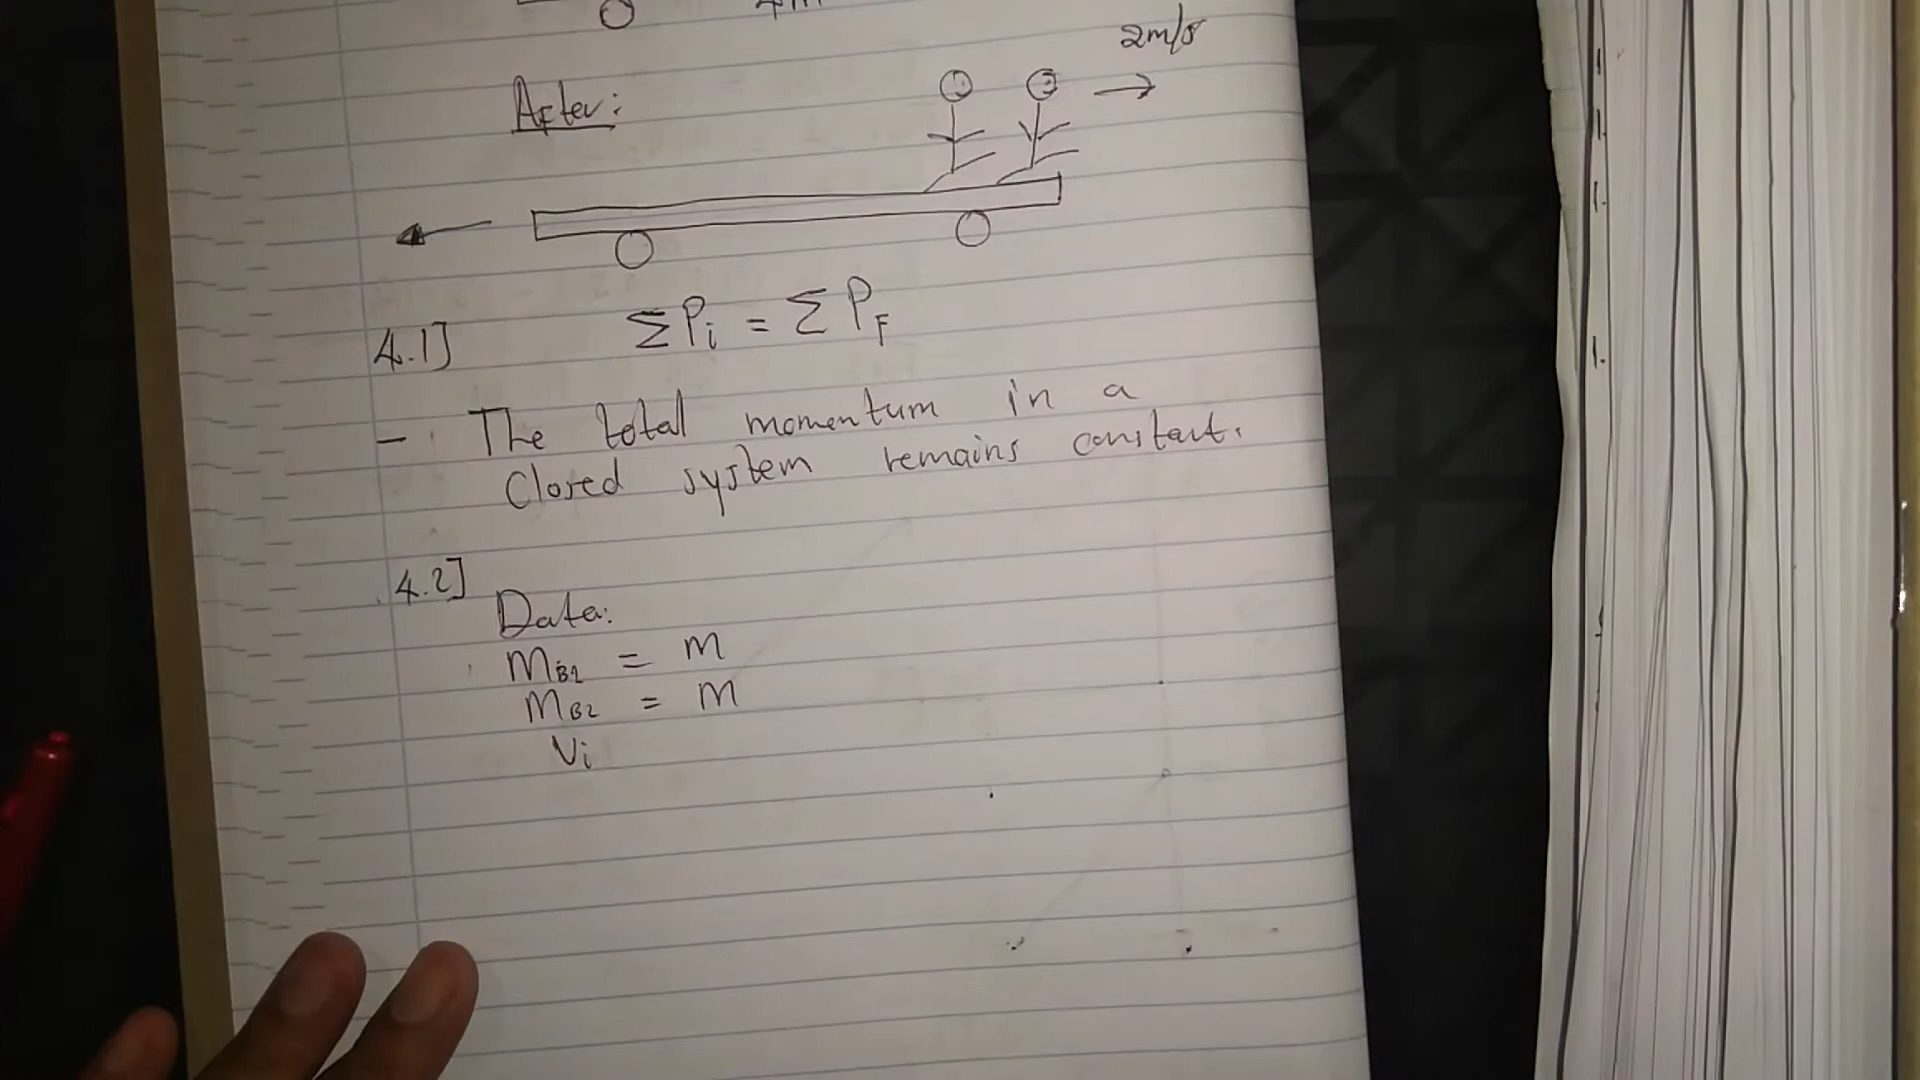 2m/s
After:
4.1] ΣPi = ΣPF
- The total momentum in a
Closed system remains constant.
4.2]
Data:
MB1 = m
MB2 = m
Vi